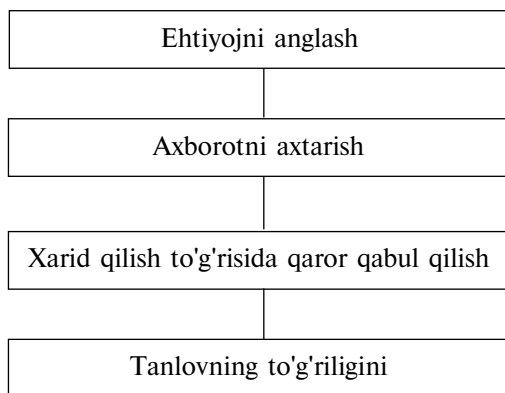 Ehtiyojni anglash
Axborotni axtarish
Xarid qilish to'g'risida qaror qabul qilish
Tanlovning to'g'riligini